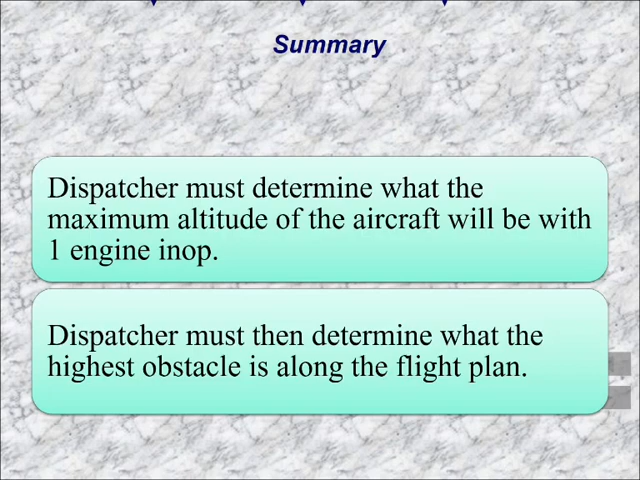 Summary
Dispatcher must determine what the
maximum altitude of the aircraft will be with
1 engine inop.
Dispatcher must then determine what the
highest obstacle is along the flight plan.